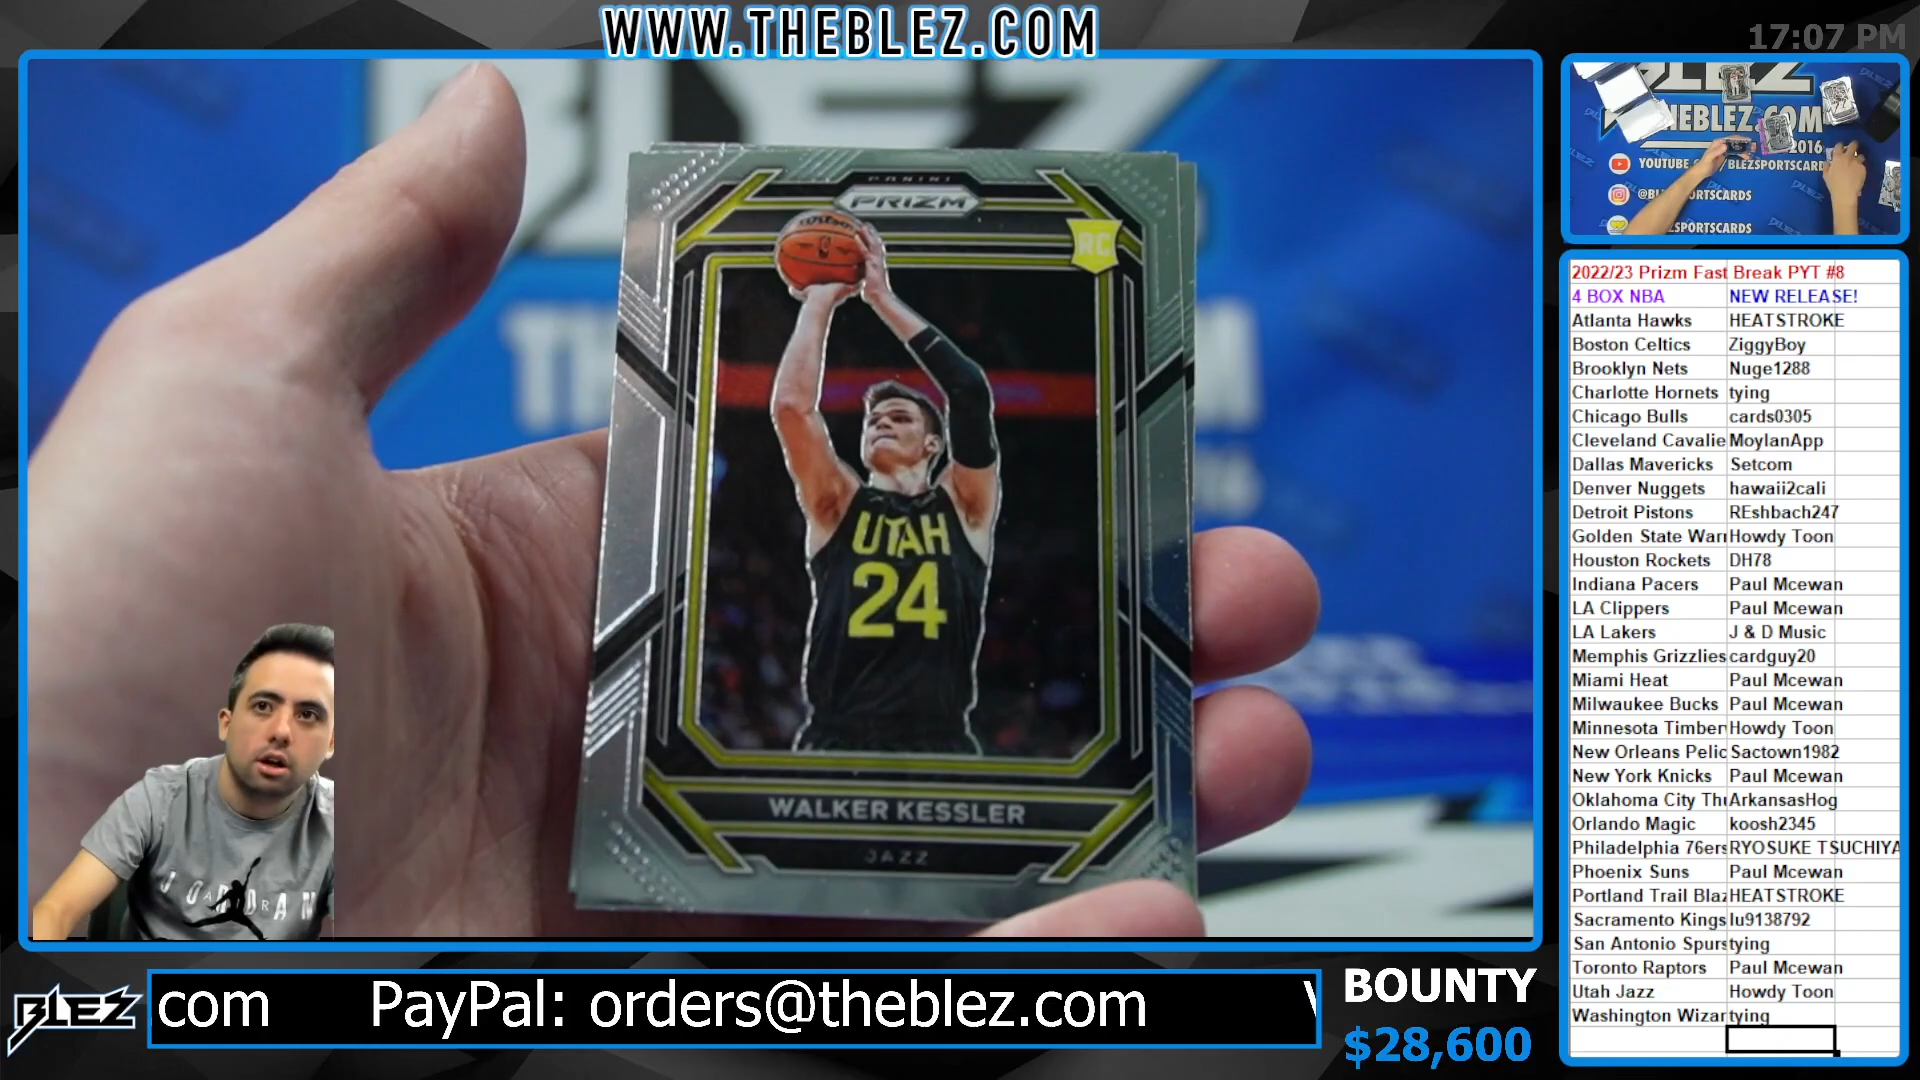 WWW.THEBLEZ.COM
17:07 PM
PANINI
PRIZM
RC
UTAH
24
WALKER KESSLER
JAZZ
JORDAN
AIR
THEBLEZ.COM
2016
YOUTUBE
/BLEZSPORTSCARD
@BL
ORTSCARDS
ZSPORTSCARDS
2022/23 Prizm Fast Break PYT #8
4 BOX NBA NEW RELEASE!
Atlanta Hawks HEATSTROKE
Boston Celtics ZiggyBoy
Brooklyn Nets Nuge1288
Charlotte Hornets tying
Chicago Bulls cards0305
Cleveland Cavalie MoylanApp
Dallas Mavericks Setcom
Denver Nuggets hawaii2cali
Detroit Pistons REshbach247
Golden State Warr Howdy Toon
Houston Rockets DH78
Indiana Pacers Paul Mcewan
LA Clippers Paul Mcewan
LA Lakers J & D Music
Memphis Grizzlies cardguy20
Miami Heat Paul Mcewan
Milwaukee Bucks Paul Mcewan
Minnesota Timber Howdy Toon
New Orleans Pelic Sactown1982
New York Knicks Paul Mcewan
Oklahoma City Thu ArkansasHog
Orlando Magic koosh2345
Philadelphia 76ers RYOSUKE TSUCHIYA
Phoenix Suns Paul Mcewan
Portland Trail Blaz HEATSTROKE
Sacramento Kings lu9138792
San Antonio Spurs tying
Toronto Raptors Paul Mcewan
Utah Jazz Howdy Toon
Washington Wizar tying
BLEZ
com PayPal: orders@theblez.com
BOUNTY
$28,600